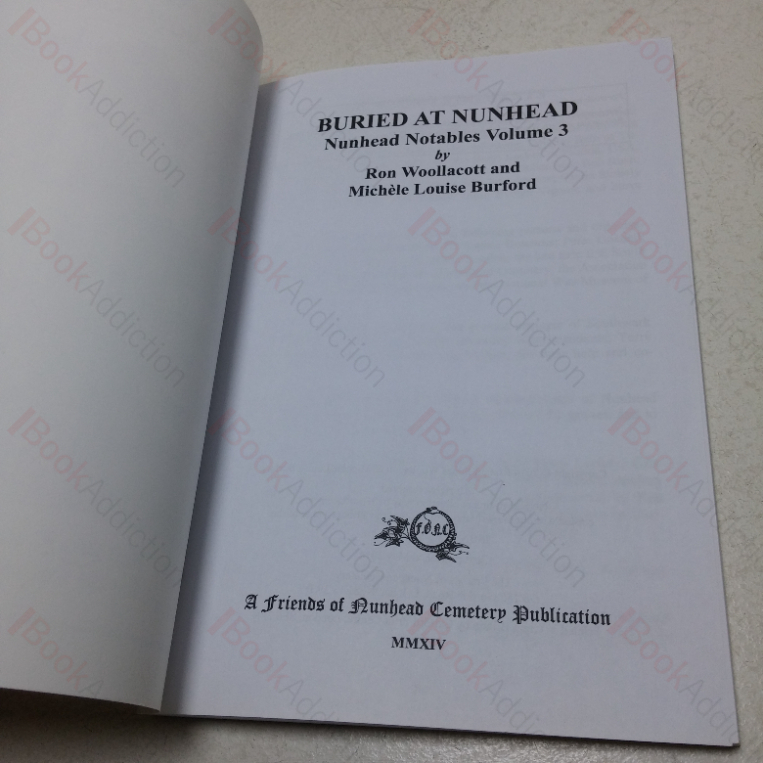 BURIED AT NUNHEAD
Nunhead Notables Volume 3
by
Ron Woollacott and
Michèle Louise Burford
F.O.N.C.
A Friends of Nunhead Cemetery Publication
MMXIV
BookAddiction